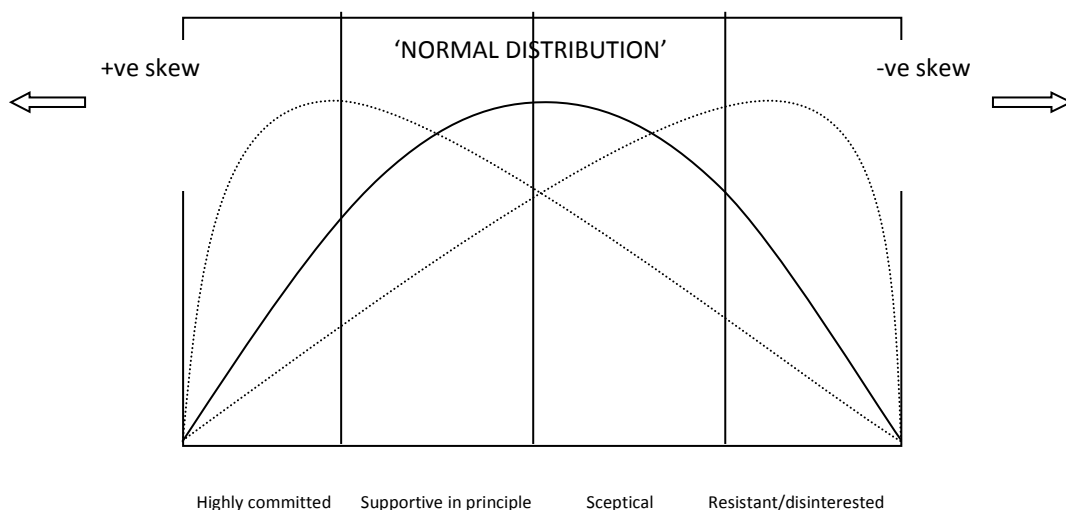 ‘NORMAL DISTRIBUTION’
+ve skew
-ve skew
Highly committed
Supportive in principle
Sceptical
Resistant/disinterested